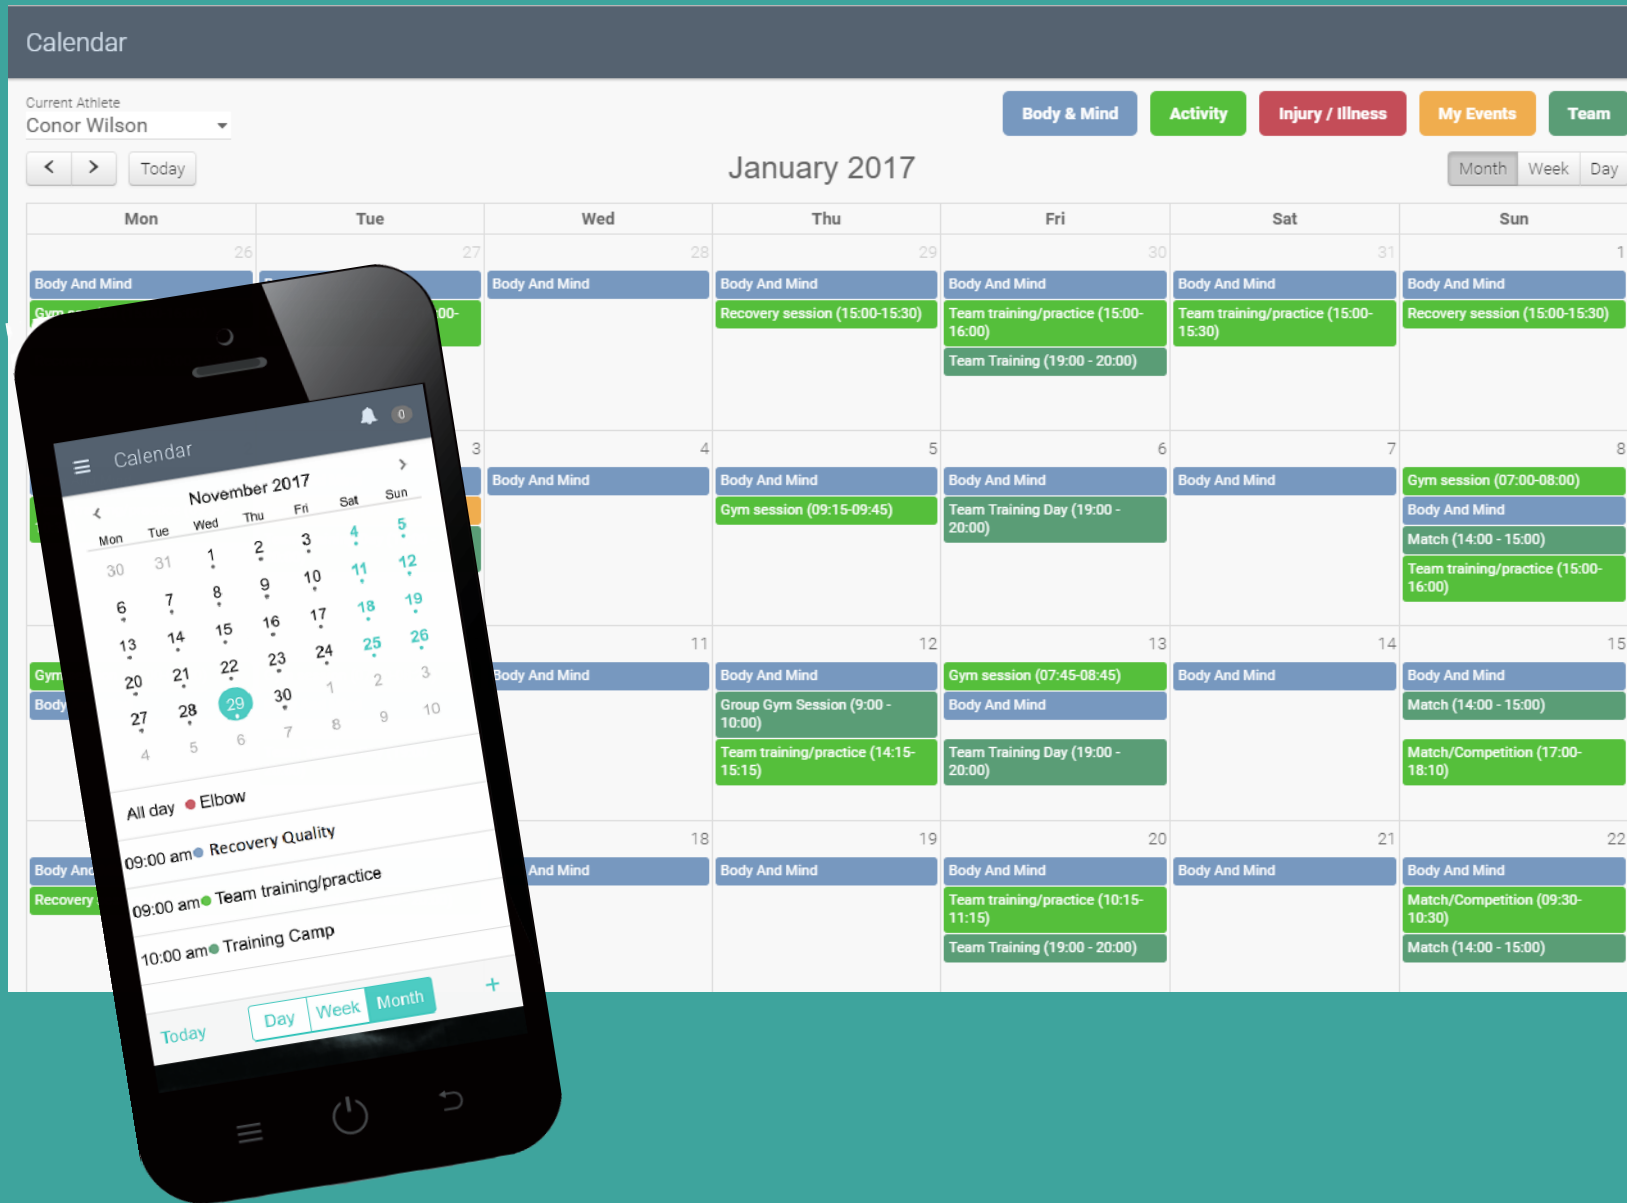 Calendar
Current Athlete
Conor Wilson
Body & Mind Activity Injury / Illness My Events Team
Today
January 2017
Month Week Day
Mon Tue Wed Thu Fri Sat Sun
26 27 28 29 30 31 1
Body And Mind Body And Mind Body And Mind Body And Mind Body And Mind Body And Mind
Recovery session (15:00-15:30) Team training/practice (15:00- Team training/practice (15:00- Recovery session (15:00-15:30)
16:00) 15:30)
Team Training (19:00 - 20:00)
3 4 5 6 7 8
Body And Mind Body And Mind Body And Mind Body And Mind Gym session (07:00-08:00)
Gym session (09:15-09:45) Team Training Day (19:00 - Body And Mind
20:00) Match (14:00 - 15:00)
Team training/practice (15:00-
16:00)
11 12 13 14 15
Gym Body And Mind Body And Mind Gym session (07:45-08:45) Body And Mind Body And Mind
Body Group Gym Session (9:00 - Body And Mind Match (14:00 - 15:00)
10:00)
Team training/practice (14:15- Team Training Day (19:00 - Match/Competition (17:00-
15:15) 20:00) 18:10)
18 19 20 21 22
Body And Mind Body And Mind Body And Mind Body And Mind Body And Mind
Recovery Team training/practice (10:15- Match/Competition (09:30-
11:15) 10:30)
Team Training (19:00 - 20:00) Match (14:00 - 15:00)
Calendar 0
November 2017
Mon Tue Wed Thu Fri Sat Sun
30 31 1 2 3 4 5
6 7 8 9 10 11 12
13 14 15 16 17 18 19
20 21 22 23 24 25 26
27 28 29 30 1 2 3
4 5 6 7 8 9 10
All day Elbow
09:00 am Recovery Quality
09:00 am Team training/practice
10:00 am Training Camp
Today Day Week Month +